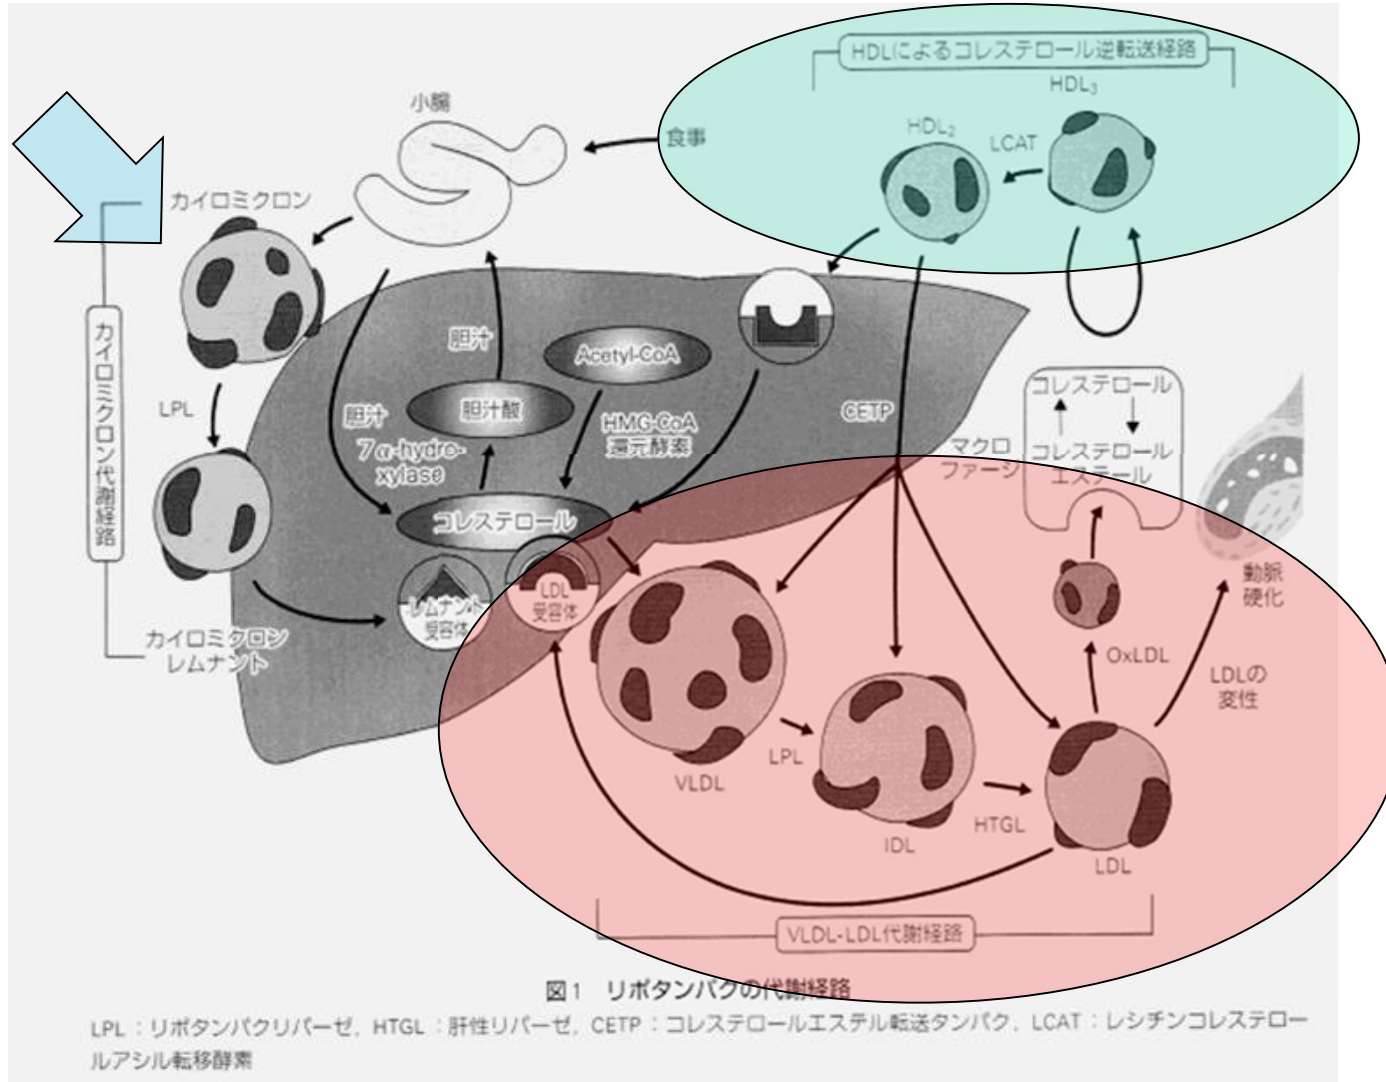 HDLによるコレステロール逆転送経路
HDL₃
HDL₂
LCAT
小腸
食事
カイロミクロン
カイロミクロン代謝経路
LPL
カイロミクロン
レムナント
胆汁
胆汁
胆汁酸
Acetyl-CoA
HMG-CoA
還元酵素
7α-hydro-
xylase
コレステロール
レムナント
受容体
LDL
受容体
CETP
マクロ
ファージ
コレステロール
コレステロール
エステール
動脈
硬化
OxLDL
LDLの
変性
VLDL
LPL
IDL
HTGL
LDL
VLDL-LDL代謝経路
図1 リポタンパクの代謝経路
LPL：リポタンパクリパーゼ，HTGL：肝性リパーゼ，CETP：コレステロールエステル転送タンパク，LCAT：レシチンコレステロー
ルアシル転移酵素